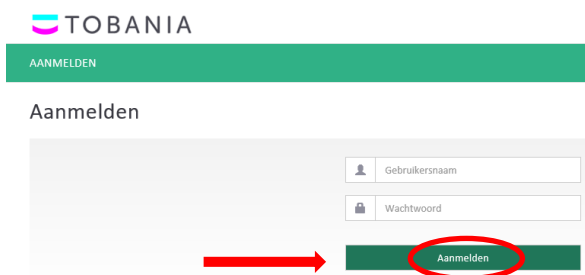 TOBANIA
AANMELDEN
Aanmelden
Gebruikersnaam
Wachtwoord
Aanmelden